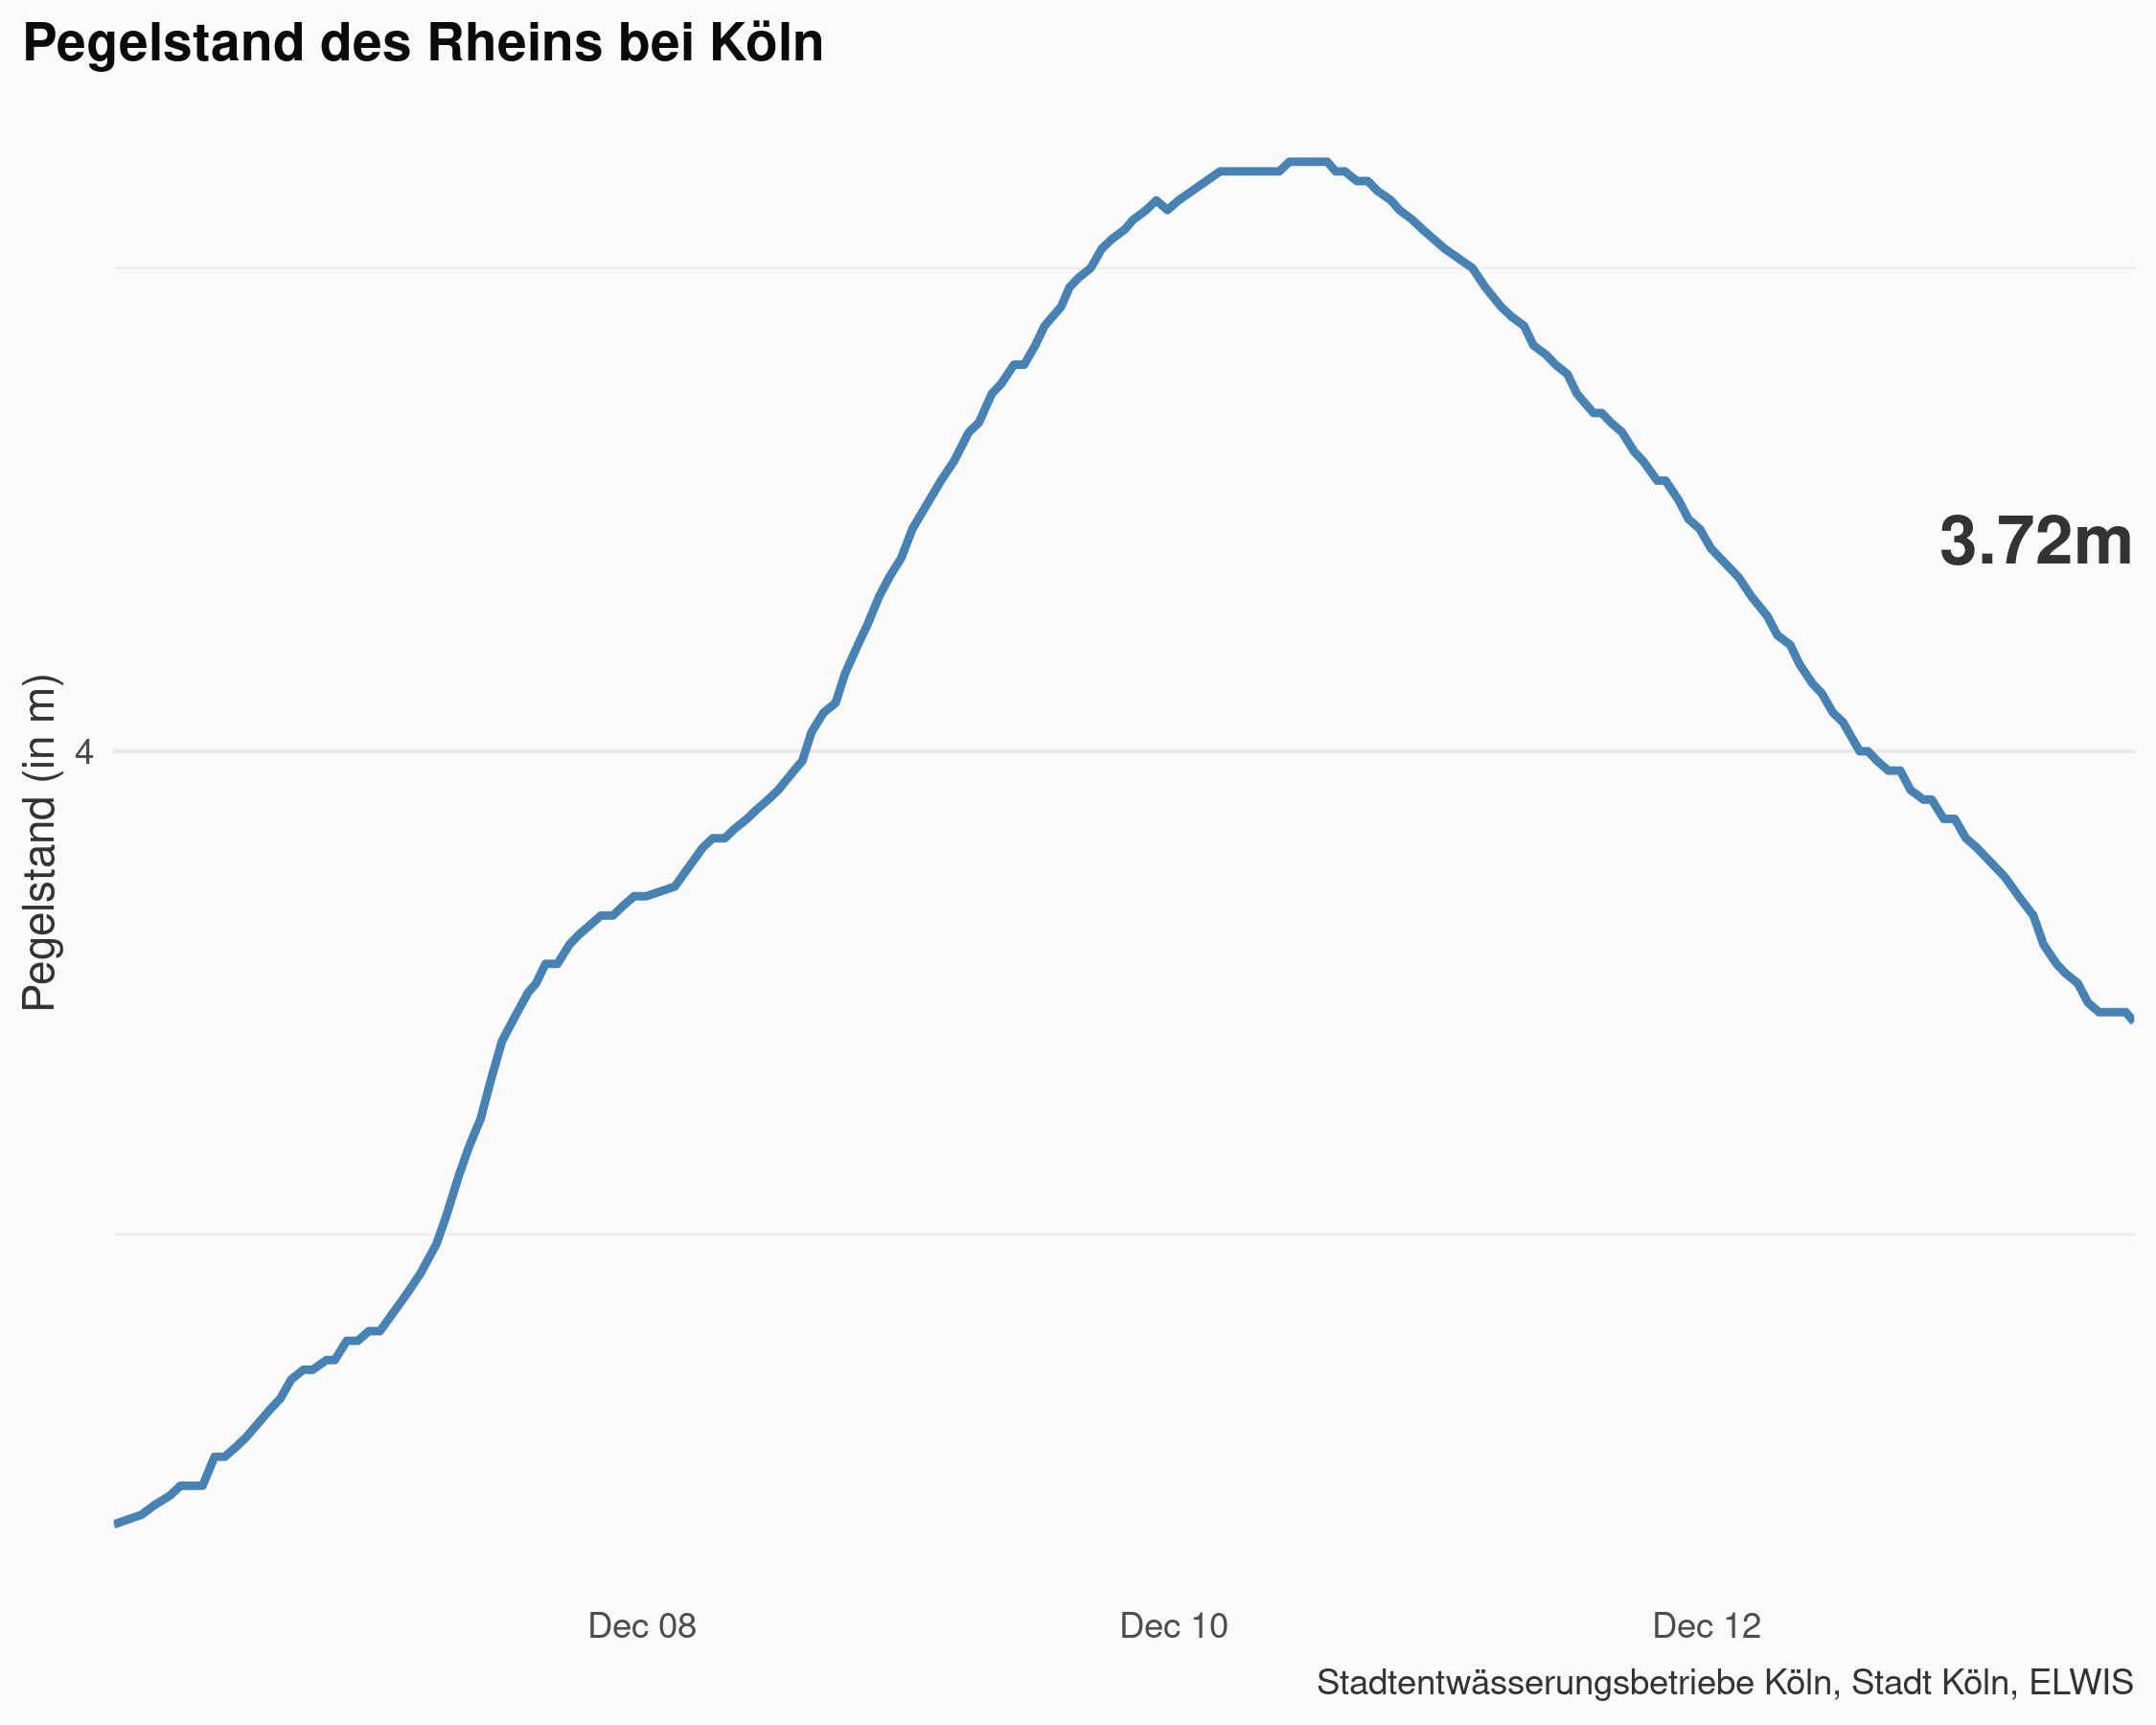 Pegelstand des Rheins bei Köln
3.72m
Pegelstand (in m)
4
Dec 08
Dec 10
Dec 12
Stadtentwässerungsbetriebe Köln, Stadt Köln, ELWIS